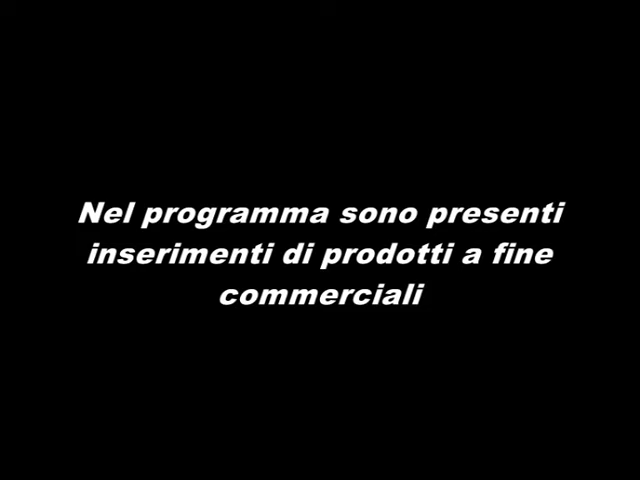 Nel programma sono presenti
inserimenti di prodotti a fine
commerciali